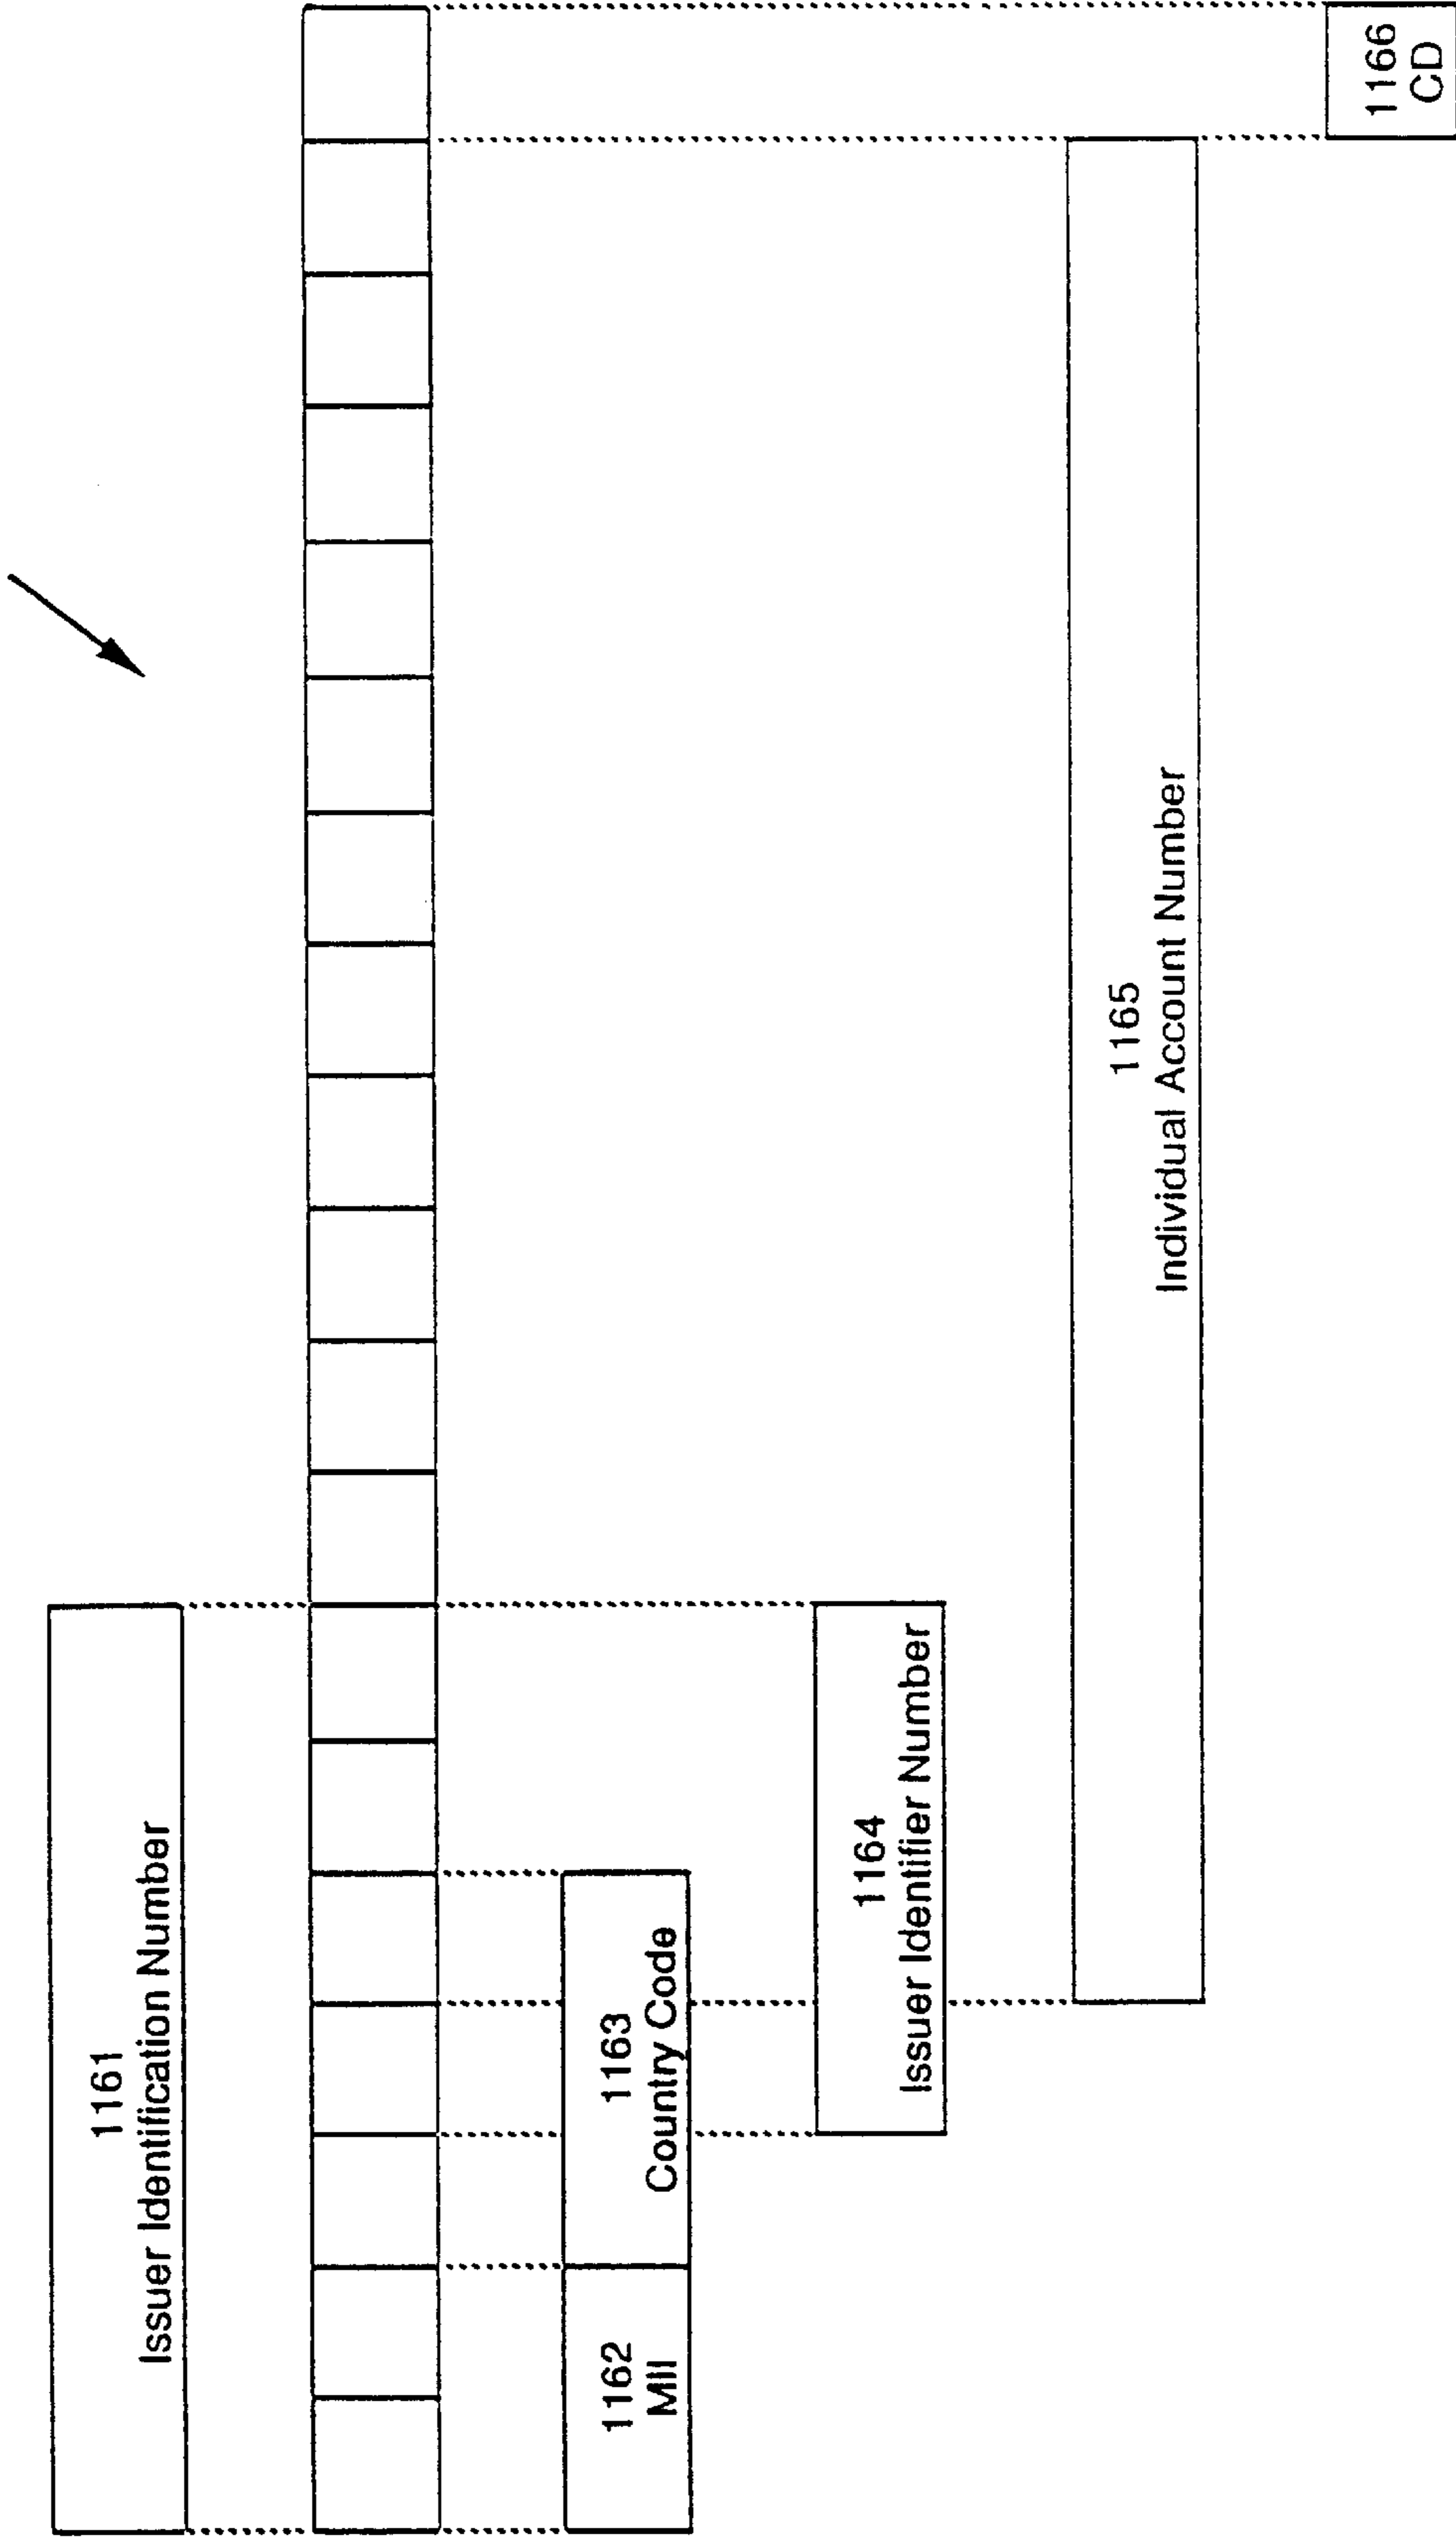 1161
Issuer Identification Number
1162
MII
1163
Country Code
1164
Issuer Identifier Number
1165
Individual Account Number
1166
CD